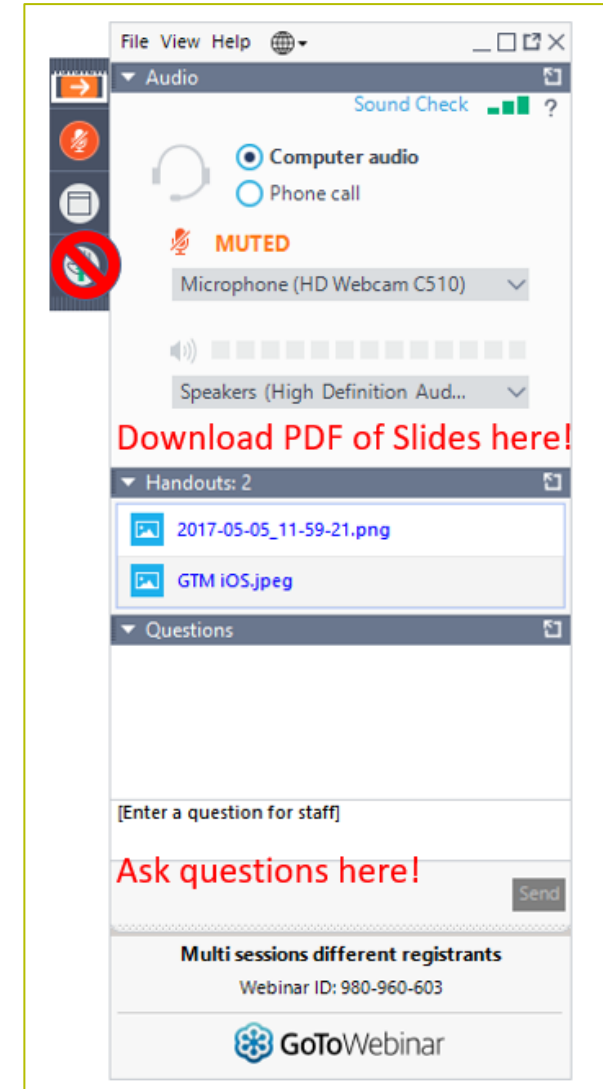 File View Help
Audio
Sound Check ?
Computer audio
Phone call
MUTED
Microphone (HD Webcam C510)
Speakers (High Definition Aud...
Download PDF of Slides here!
Handouts: 2
2017-05-05_11-59-21.png
GTM iOS.jpeg
Questions
[Enter a question for staff]
Ask questions here!
Send
Multi sessions different registrants
Webinar ID: 980-960-603
GoToWebinar